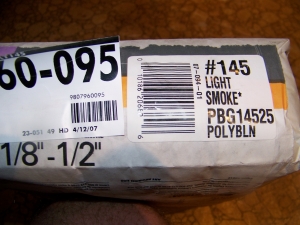 60-095
9807960095
23-051 49 HD 4/12/07
1/8"-1/2"
#145
LIGHT
SMOKE*
PBG14525
POLYBLN